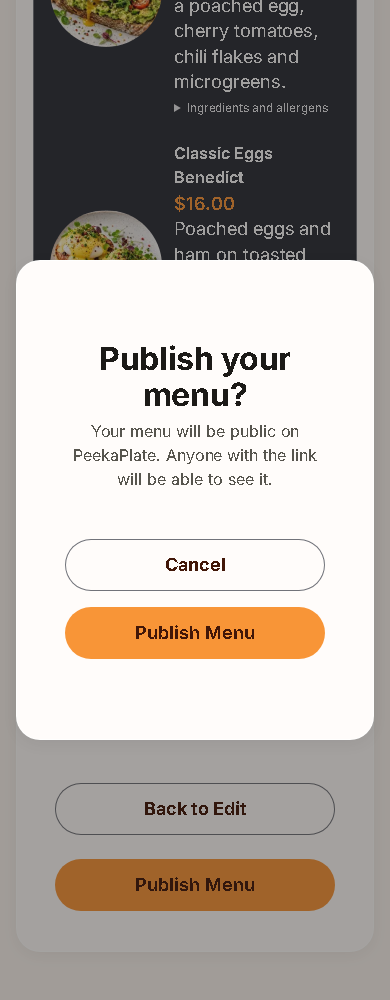 a poached egg,
cherry tomatoes,
chili flakes and
microgreens.
▶ Ingredients and allergens
Classic Eggs
Benedict
$16.00
Poached eggs and
ham on toasted
Publish your
menu?
Your menu will be public on
PeekaPlate. Anyone with the link
will be able to see it.
Cancel
Publish Menu
Back to Edit
Publish Menu